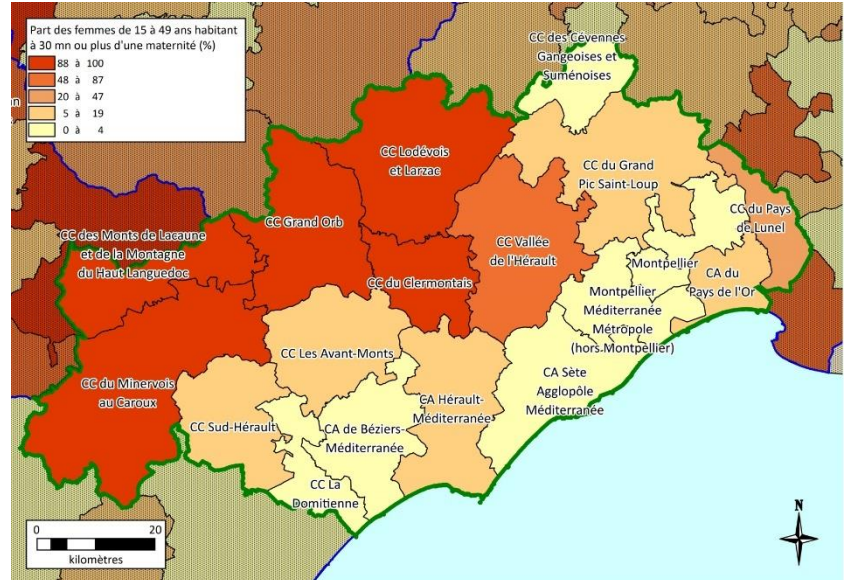 Part des femmes de 15 à 49 ans habitant
à 30 mn ou plus d'une maternité (%)
88 à 100
48 à 87
20 à 47
5 à 19
0 à 4
CC des Cévennes
Gangeoises et
Suménoises
CC Lodévois
et Larzac
CC du Grand
Pic Saint-Loup
CC Grand Orb
CC du Pays
de Lunel
CC des Monts de Lacaune
et de la Montagne
du Haut Languedoc
CC Vallée
de l'Hérault
Montpellier
CC du Clermontais
CA du
Pays de l'Or
Montpellier
Méditerranée
Métropole
(hors Montpellier)
CC Les Avant-Monts
CA Sète
Agglopôle
Méditerranée
CC du Minervois
au Caroux
CA Hérault-
Méditerranée
CC Sud-Hérault
CA de Béziers-
Méditerranée
CC La
Domitienne
0 20
kilomètres
N